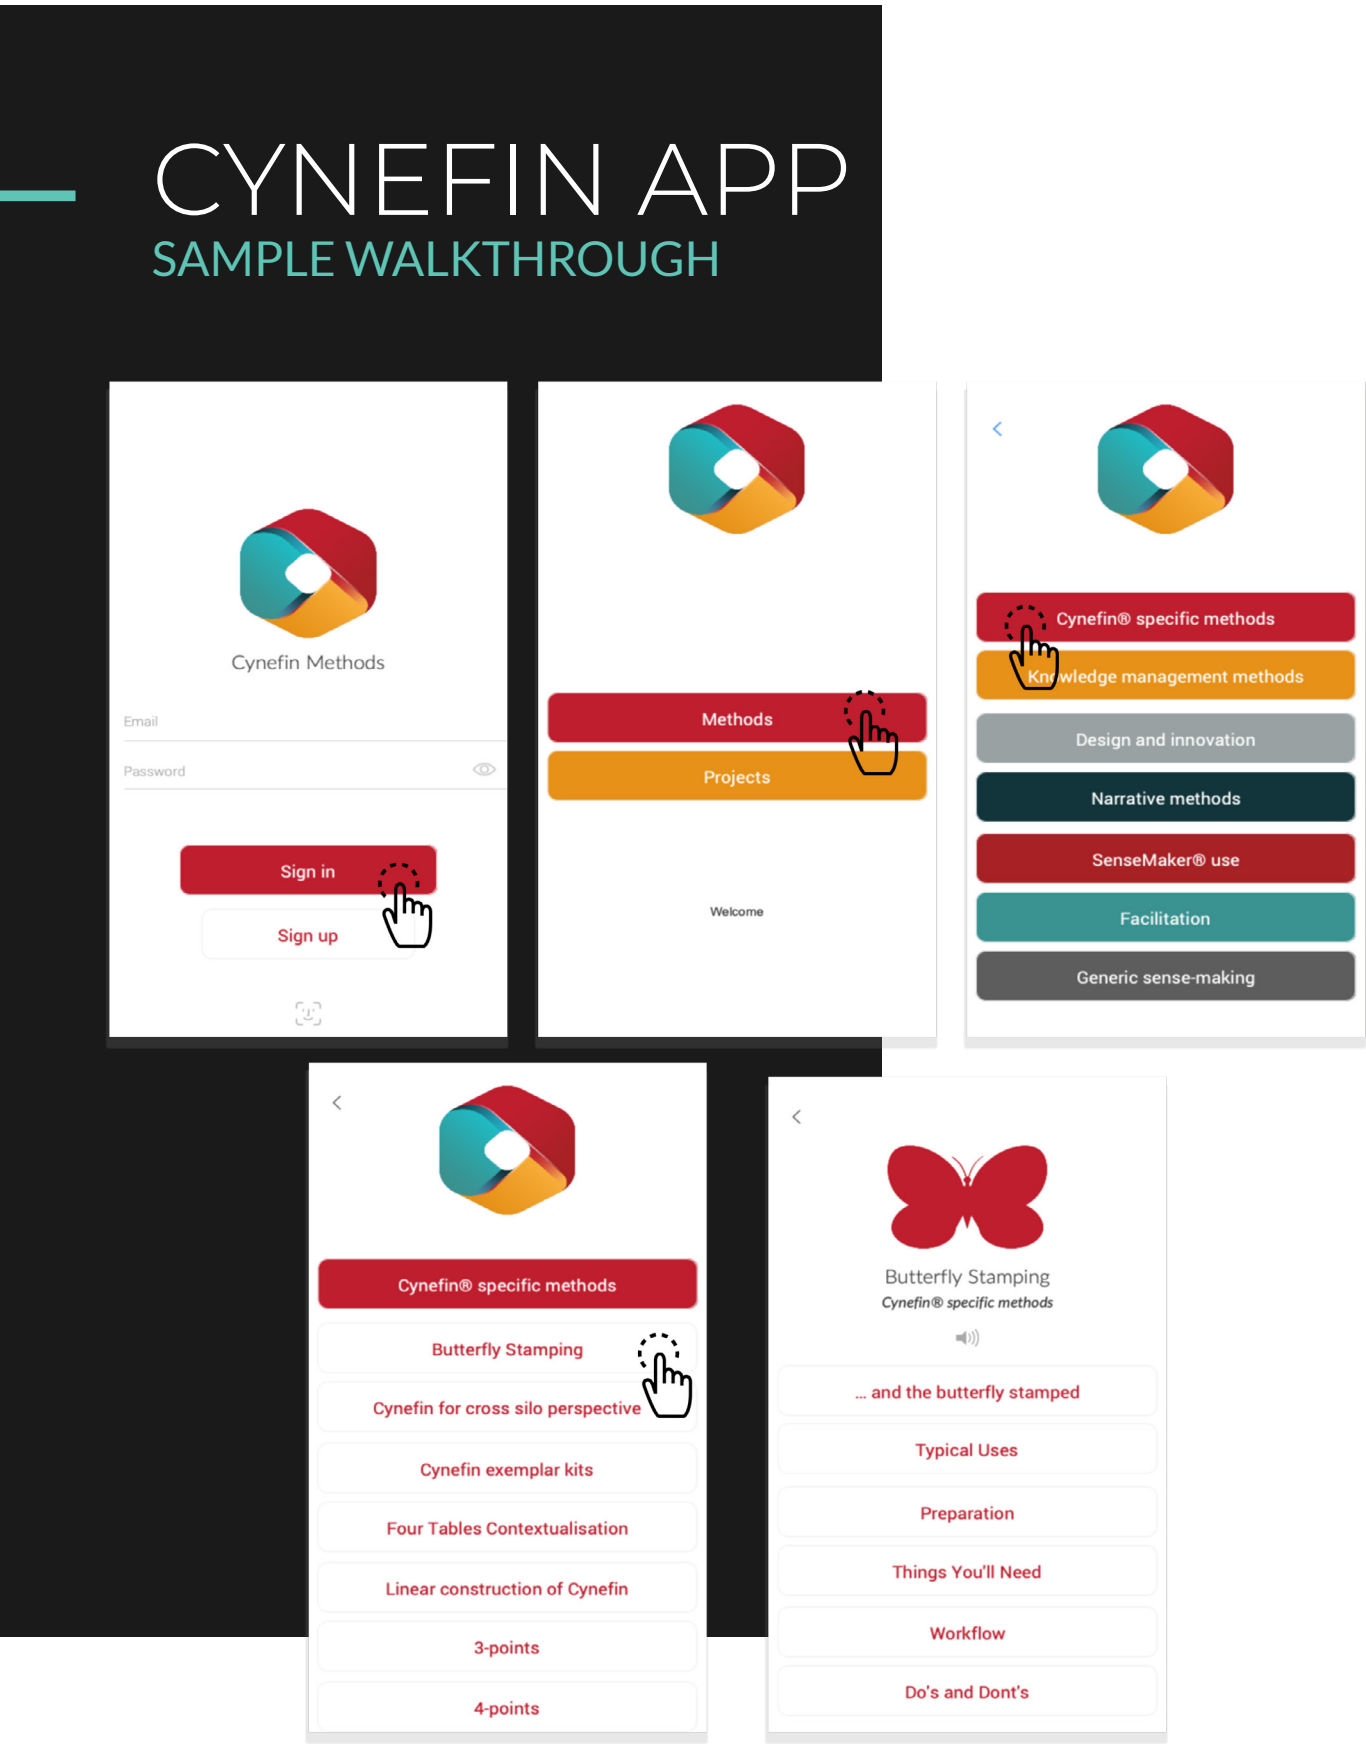 CYNEFIN APP
SAMPLE WALKTHROUGH
Cynefin Methods
Email
Password
Sign in
Sign up
Methods
Projects
Welcome
Cynefin® specific methods
Knowledge management methods
Design and innovation
Narrative methods
SenseMaker® use
Facilitation
Generic sense-making
Cynefin® specific methods
Butterfly Stamping
Cynefin for cross silo perspective
Cynefin exemplar kits
Four Tables Contextualisation
Linear construction of Cynefin
3-points
4-points
Butterfly Stamping
Cynefin® specific methods
... and the butterfly stamped
Typical Uses
Preparation
Things You'll Need
Workflow
Do's and Dont's